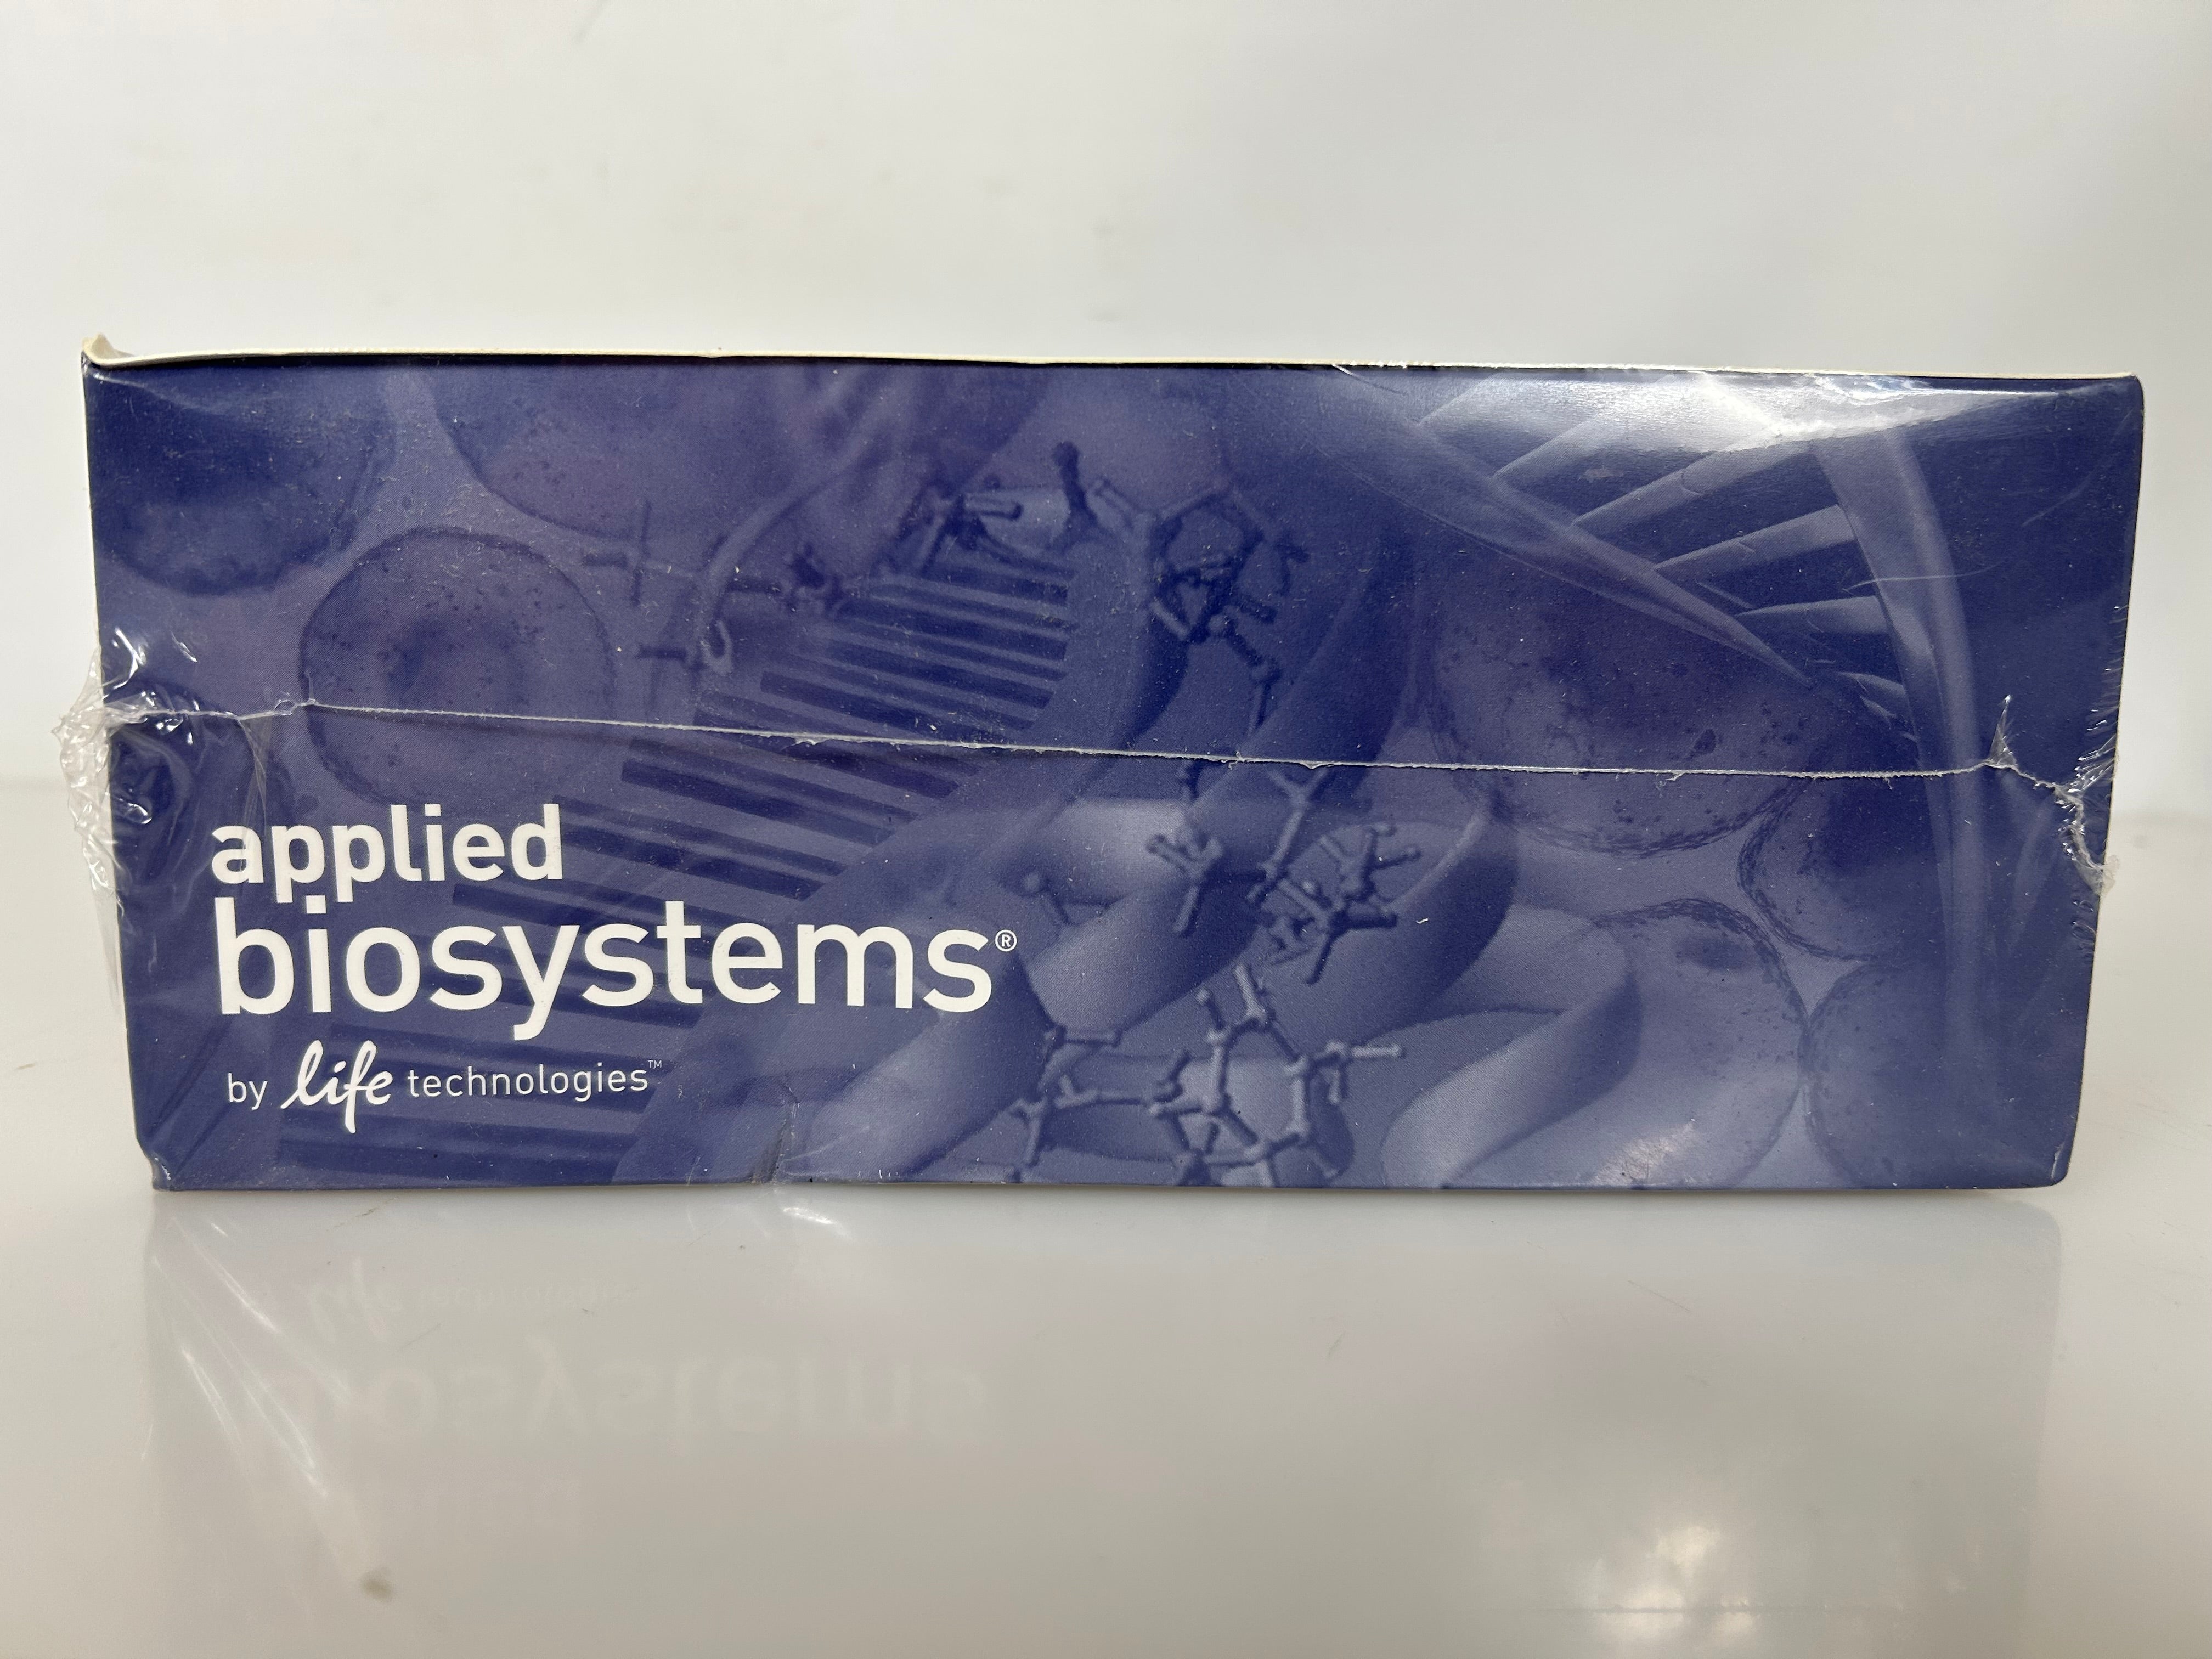 applied
biosystems®
by life technologies™